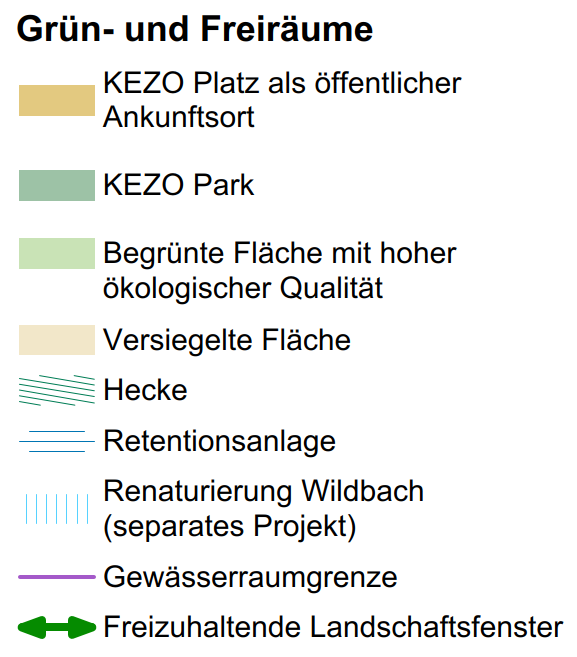 Grün- und Freiräume
KEZO Platz als öffentlicher
Ankunftsort
KEZO Park
Begrünte Fläche mit hoher
ökologischer Qualität
Versiegelte Fläche
Hecke
Retentionsanlage
Renaturierung Wildbach
(separates Projekt)
Gewässerraumgrenze
Freizuhaltende Landschaftsfenster